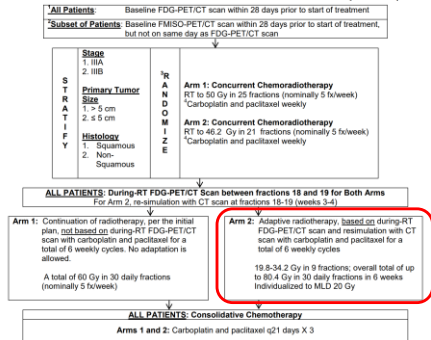 1All Patients: Baseline FDG-PET/CT scan within 28 days prior to start of treatment
2Subset of Patients: Baseline FMISO-PET/CT scan within 28 days prior to start of treatment,
but not on same day as FDG-PET/CT scan
S
T
R
A
T
I
F
Y
Stage
1. IIIA
2. IIIB
Primary Tumor
Size
1. > 5 cm
2. ≤ 5 cm
Histology
1. Squamous
2. Non-
Squamous
3R
A
N
D
O
M
I
Z
E
Arm 1: Concurrent Chemoradiotherapy
RT to 50 Gy in 25 fractions (nominally 5 fx/week)
4Carboplatin and paclitaxel weekly
Arm 2: Concurrent Chemoradiotherapy
RT to 46.2 Gy in 21 fractions (nominally 5 fx/week)
4Carboplatin and paclitaxel weekly
ALL PATIENTS: During-RT FDG-PET/CT Scan between fractions 18 and 19 for Both Arms
For Arm 2, re-simulation with CT scan at fractions 18-19 (weeks 3-4)
Arm 1: Continuation of radiotherapy, per the initial
plan, not based on during-RT FDG-PET/CT
scan with carboplatin and paclitaxel for a
total of 6 weekly cycles. No adaptation is
allowed.
A total of 60 Gy in 30 daily fractions
(nominally 5 fx/week)
Arm 2: Adaptive radiotherapy, based on during-RT
FDG-PET/CT scan and resimulation with CT
scan with carboplatin and paclitaxel for a
total of 6 weekly cycles
19.8-34.2 Gy in 9 fractions; overall total of up
to 80.4 Gy in 30 daily fractions in 6 weeks
Individualized to MLD 20 Gy
ALL PATIENTS: Consolidative Chemotherapy
Arms 1 and 2: Carboplatin and paclitaxel q21 days X 3